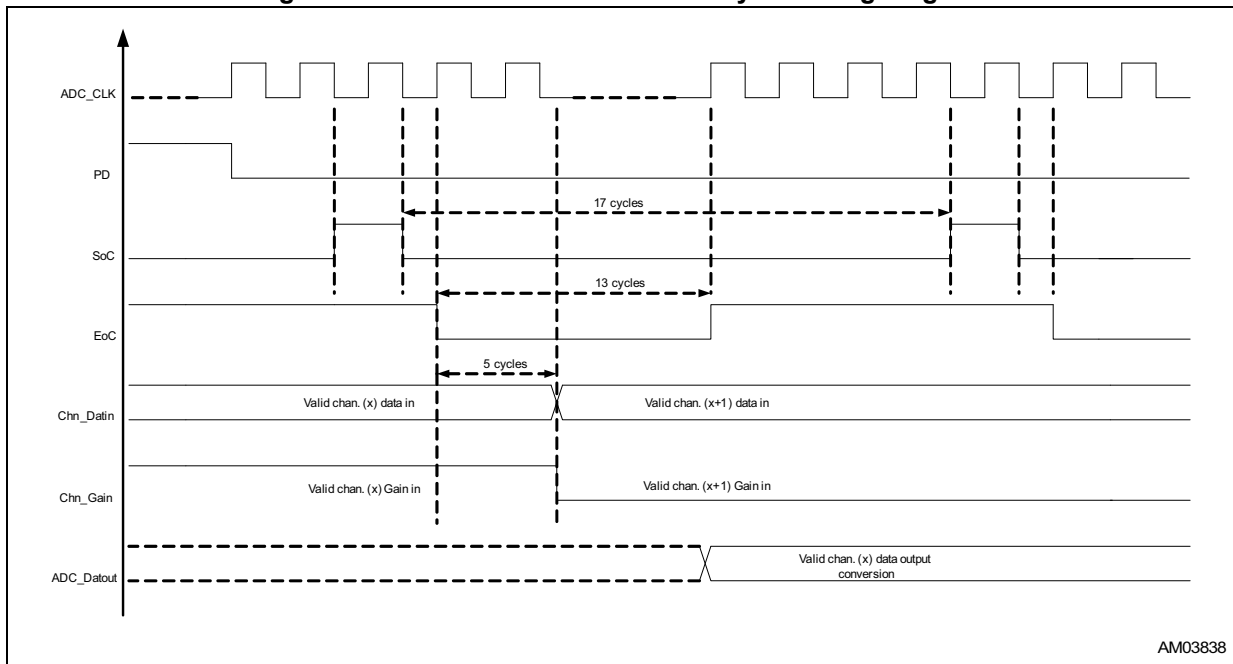 ADC_CLK
PD
17 cycles
SoC
13 cycles
EoC
5 cycles
Valid chan. (x) data in
Valid chan. (x+1) data in
Chn_Datin
Valid chan. (x) Gain in
Valid chan. (x+1) Gain in
Chn_Gain
Valid chan. (x) data output
conversion
ADC_Datout
AM03838